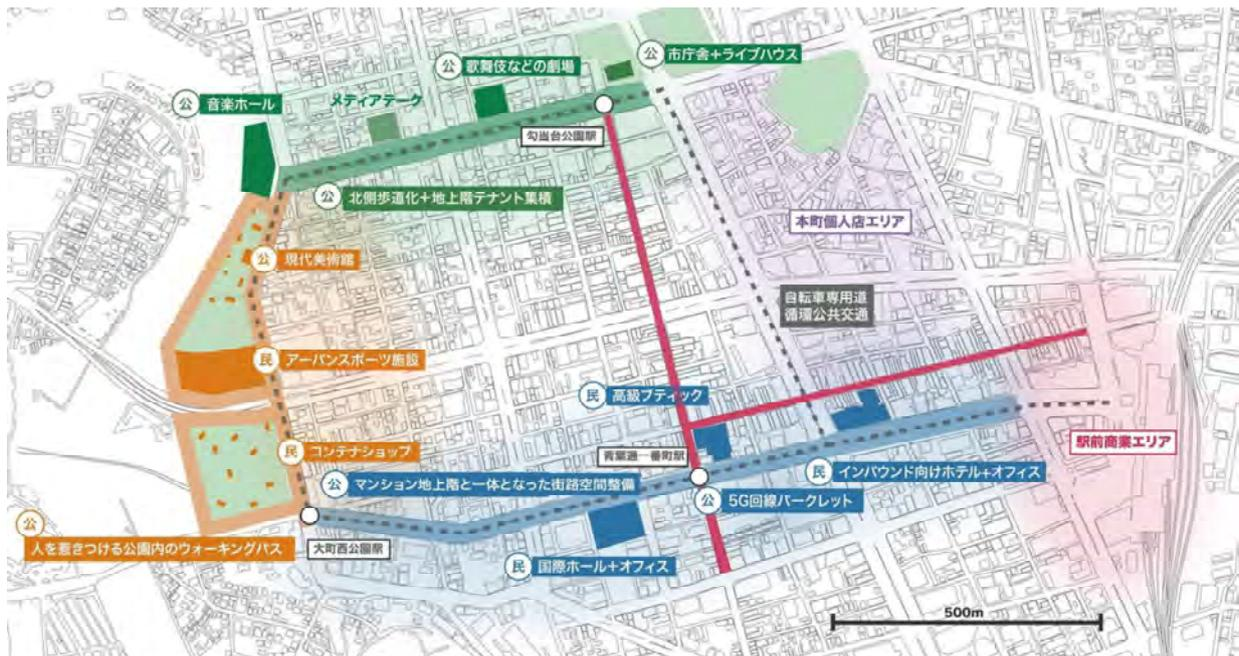 公 市庁舎+ライブハウス
公 歌舞伎などの劇場
公 音楽ホール
メディアテーク
勾当台公園駅
公 北側歩道化+地上階テナント集積
本町個人店エリア
公 現代美術館
自転車専用道
循環公共交通
民 アーバンスポーツ施設
民 高級ブティック
駅前商業エリア
民 コンテナショップ
青葉通一番町駅
民 インバウンド向けホテル+オフィス
公 マンション地上階と一体となった街路空間整備
公 5G回線パークレット
公
人を惹きつける公園内のウォーキングパス
大町西公園駅
民 国際ホール+オフィス
500m